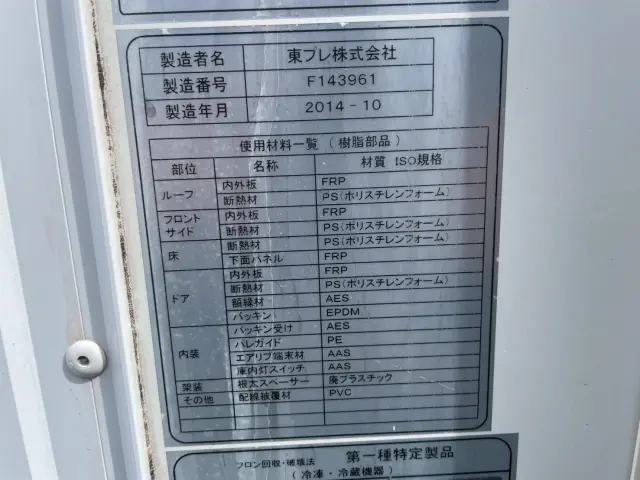 製造者名 東プレ株式会社
製造番号 F143961
製造年月 2014-10
使用材料一覧(樹脂部品)
部位 名称 材質 ISO規格
ルーフ 内外板 FRP
断熱材 PS(ポリスチレンフォーム)
フロント サイド 内外板 FRP
断熱材 PS(ポリスチレンフォーム)
床 断熱材 PS(ポリスチレンフォーム)
下面パネル FRP
ドア 内外板 FRP
断熱材 PS(ポリスチレンフォーム)
額縁材 AES
パッキン EPDM
内装 パッキン受け AES
パレガイド PE
エアリブ端末材 AAS
庫内灯スイッチ AAS
架装 根太スペーサー 廃プラスチック
その他 配線被覆材 PVC
フロン回収・破壊法 第一種特定製品
(冷凍・冷蔵機器)